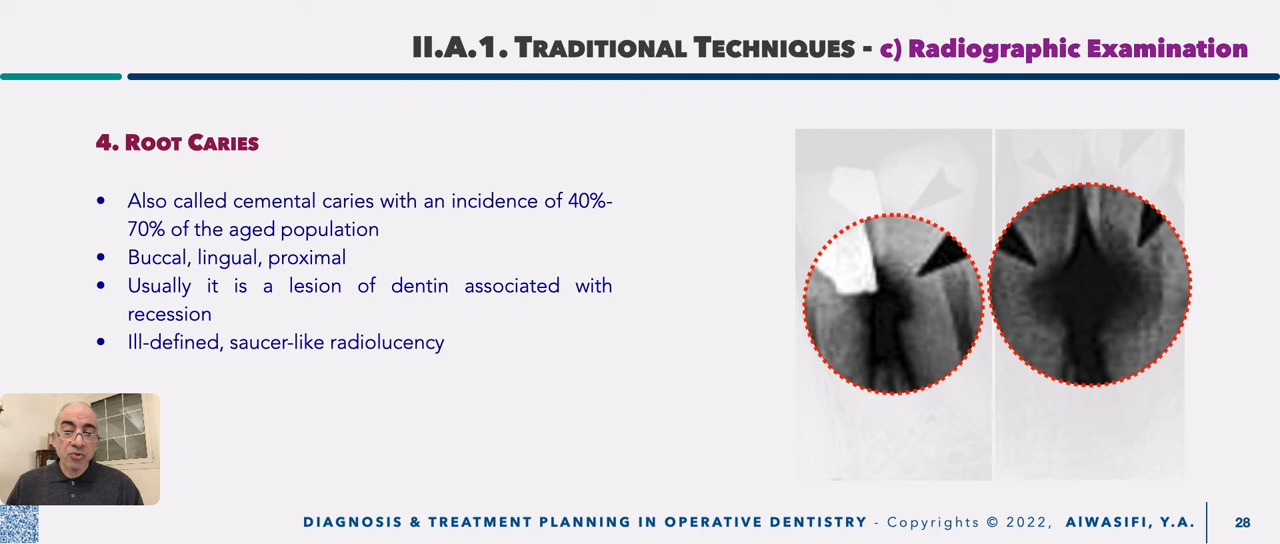 II.A.1. TRADITIONAL TECHNIQUES - c) Radiographic Examination
4. ROOT CARIES
• Also called cemental caries with an incidence of 40%-
70% of the aged population
• Buccal, lingual, proximal
• Usually it is a lesion of dentin associated with
recession
• Ill-defined, saucer-like radiolucency
DIAGNOSIS & TREATMENT PLANNING IN OPERATIVE DENTISTRY - Copyrights © 2022, AlWASIFI, Y.A. 28